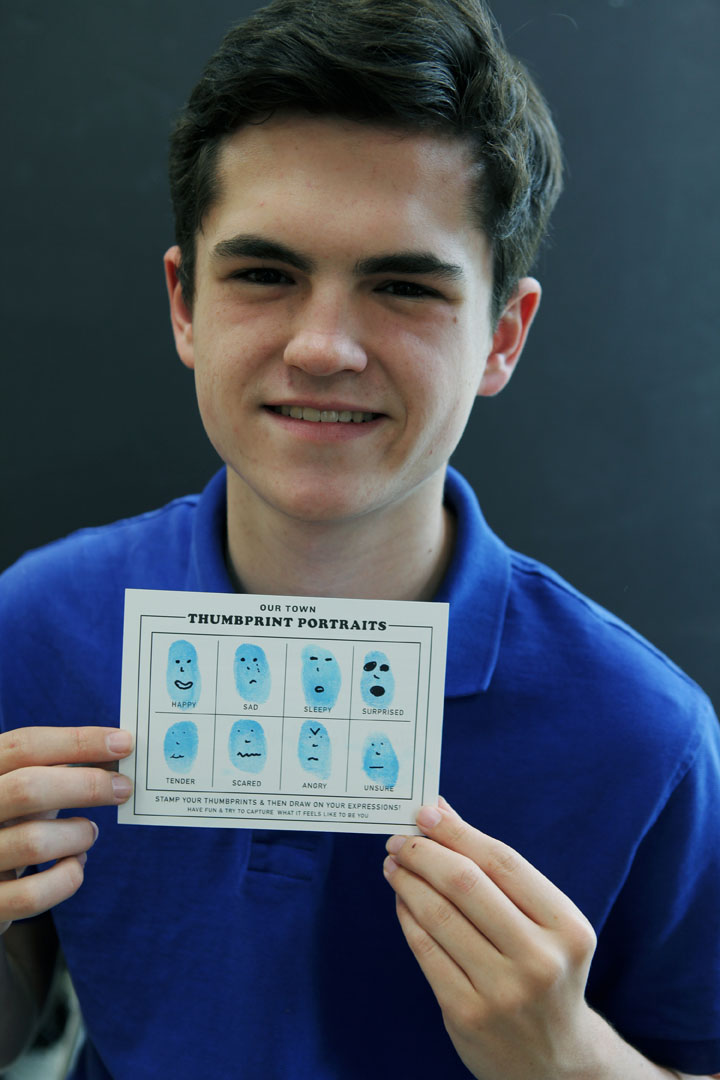 OUR TOWN
THUMBPRINT PORTRAITS
HAPPY SAD SLEEPY SURPRISED
TENDER SCARED ANGRY UNSURE
STAMP YOUR THUMBPRINTS & THEN DRAW ON YOUR EXPRESSIONS!
HAVE FUN & TRY TO CAPTURE WHAT IT FEELS LIKE TO BE YOU